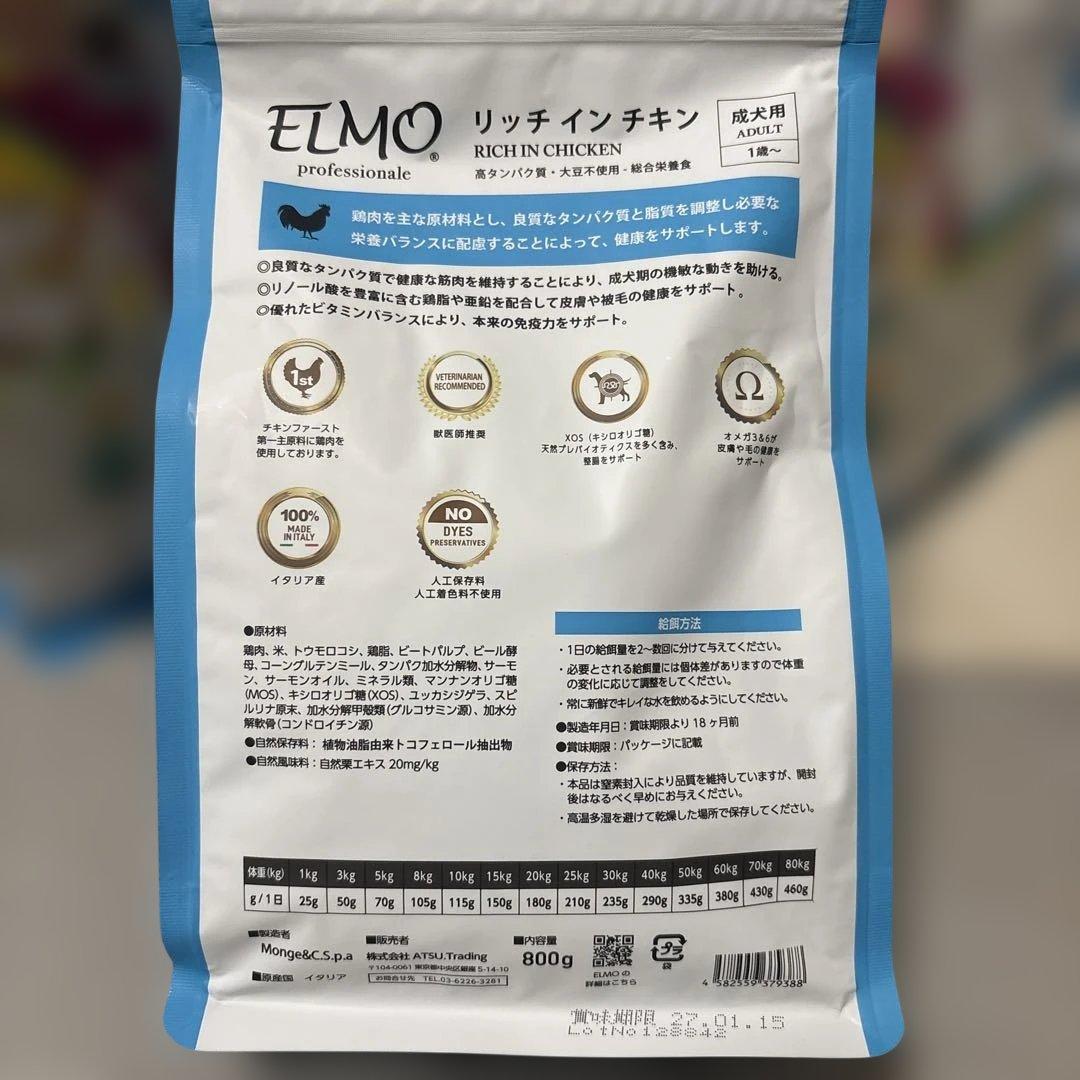 ELMO®
professionale
リッチ イン チキン
RICH IN CHICKEN
高タンパク質・大豆不使用 - 総合栄養食
成犬用
ADULT
1歳～
鶏肉を主な原材料とし、良質なタンパク質と脂質を調整し必要な
栄養バランスに配慮することによって、健康をサポートします。
◎良質なタンパク質で健康な筋肉を維持することにより、成犬期の機敏な動きを助ける。
◎リノール酸を豊富に含む鶏脂や亜鉛を配合して皮膚や被毛の健康をサポート。
◎優れたビタミンバランスにより、本来の免疫力をサポート。
1st
チキンファースト
第一主原料に鶏肉を
使用しております。
VETERINARIAN
RECOMMENDED
獣医師推奨
XOS（キシロオリゴ糖）
天然プレバイオティクスを多く含み、
整腸をサポート
Ω
オメガ3&6が
皮膚や毛の健康を
サポート
100%
MADE
IN ITALY
イタリア産
NO
DYES
PRESERVATIVES
人工保存料
人工着色料不使用
●原材料
鶏肉、米、トウモロコシ、鶏脂、ビートパルプ、ビール酵
母、コーングルテンミール、タンパク加水分解物、サーモ
ン、サーモンオイル、ミネラル類、マンナンオリゴ糖
(MOS)、キシロオリゴ糖(XOS)、ユッカシジゲラ、スピ
ルリナ原末、加水分解甲殻類(グルコサミン源)、加水分
解軟骨(コンドロイチン源)
●自然保存料：植物油脂由来トコフェロール抽出物
●自然風味料：自然栗エキス 20mg/kg
給餌方法
・1日の給餌量を2～数回に分けて与えてください。
・必要とされる給餌量には個体差がありますので体重
の変化に応じて調整をしてください。
・常に新鮮でキレイな水を飲めるようにしてください。
●製造年月日：賞味期限より 18 ヶ月前
●賞味期限：パッケージに記載
●保存方法：
・本品は窒素封入により品質を維持していますが、開封
後はなるべく早めにお与えください。
・高温多湿を避けて乾燥した場所で保存してください。
体重(kg) 1kg 3kg 5kg 8kg 10kg 15kg 20kg 25kg 30kg 40kg 50kg 60kg 70kg 80kg
g/1日 25g 50g 70g 105g 115g 150g 180g 210g 235g 290g 335g 380g 430g 460g
■製造者
Monge&C.S.p.a
■原産国 イタリア
■販売者
株式会社 ATSU.Trading
〒104-0061 東京都中央区銀座 5-14-10
お問合せ先 TEL.03-6226-3281
■内容量
800g
ELMO の
詳細はこちら
プラ
袋
4 582559 379388
賞味期限 27.01.15
LotNo128642